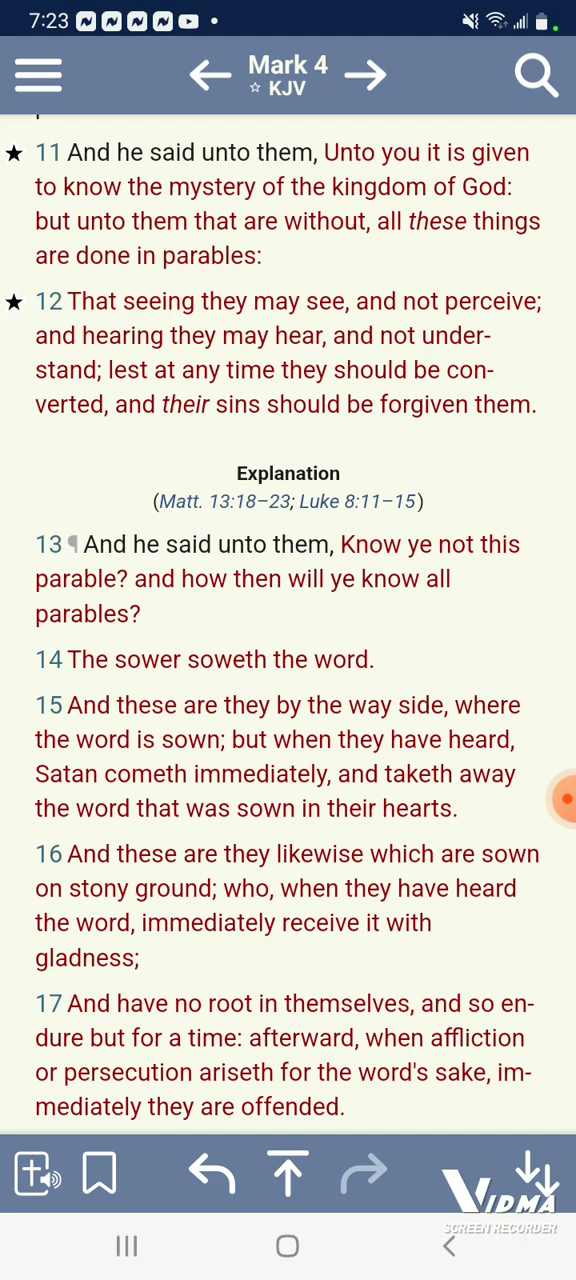 7:23
Mark 4
☆ KJV
★ 11 And he said unto them, Unto you it is given
to know the mystery of the kingdom of God:
but unto them that are without, all these things
are done in parables:
★ 12 That seeing they may see, and not perceive;
and hearing they may hear, and not under-
stand; lest at any time they should be con-
verted, and their sins should be forgiven them.
Explanation
(Matt. 13:18–23; Luke 8:11–15)
13 ¶ And he said unto them, Know ye not this
parable? and how then will ye know all
parables?
14 The sower soweth the word.
15 And these are they by the way side, where
the word is sown; but when they have heard,
Satan cometh immediately, and taketh away
the word that was sown in their hearts.
16 And these are they likewise which are sown
on stony ground; who, when they have heard
the word, immediately receive it with
gladness;
17 And have no root in themselves, and so en-
dure but for a time: afterward, when affliction
or persecution ariseth for the word's sake, im-
mediately they are offended.
VIDMA
SCREEN RECORDER